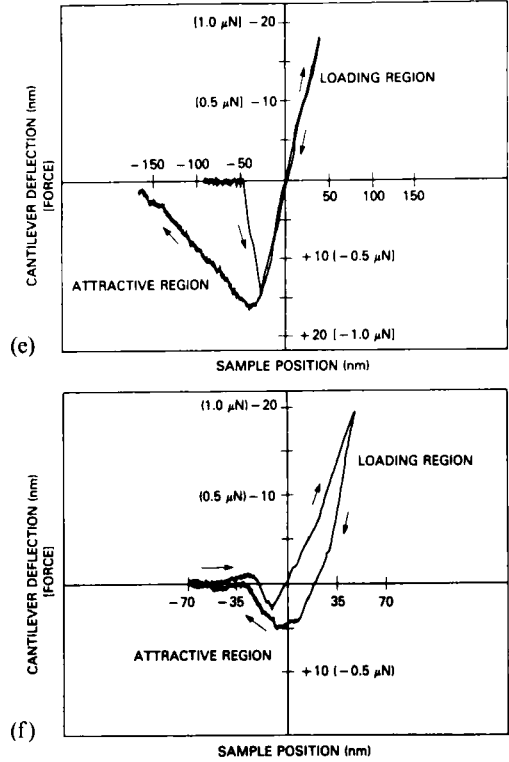 (1.0 µN) – 20
(0.5 µN) – 10
LOADING REGION
– 150
– 100
– 50
50
100
150
+10 (– 0.5 µN)
ATTRACTIVE REGION
+20 (– 1.0 µN)
CANTILEVER DEFLECTION (nm)
[FORCE]
(e)
SAMPLE POSITION (nm)
(1.0 µN) – 20
LOADING REGION
(0.5 µN) – 10
– 70
– 35
35
70
ATTRACTIVE REGION
+10 (– 0.5 µN)
CANTILEVER DEFLECTION (nm)
[FORCE]
(f)
SAMPLE POSITION (nm)